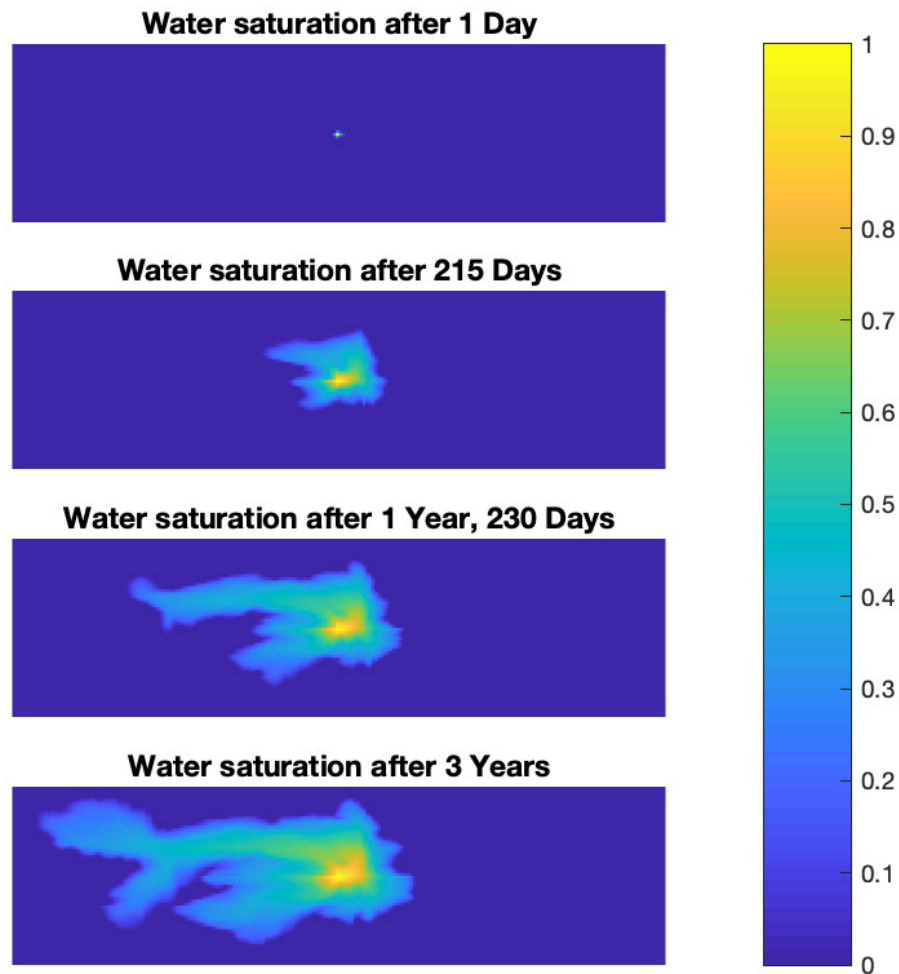 Water saturation after 1 Day
Water saturation after 215 Days
Water saturation after 1 Year, 230 Days
Water saturation after 3 Years
1
0.9
0.8
0.7
0.6
0.5
0.4
0.3
0.2
0.1
0